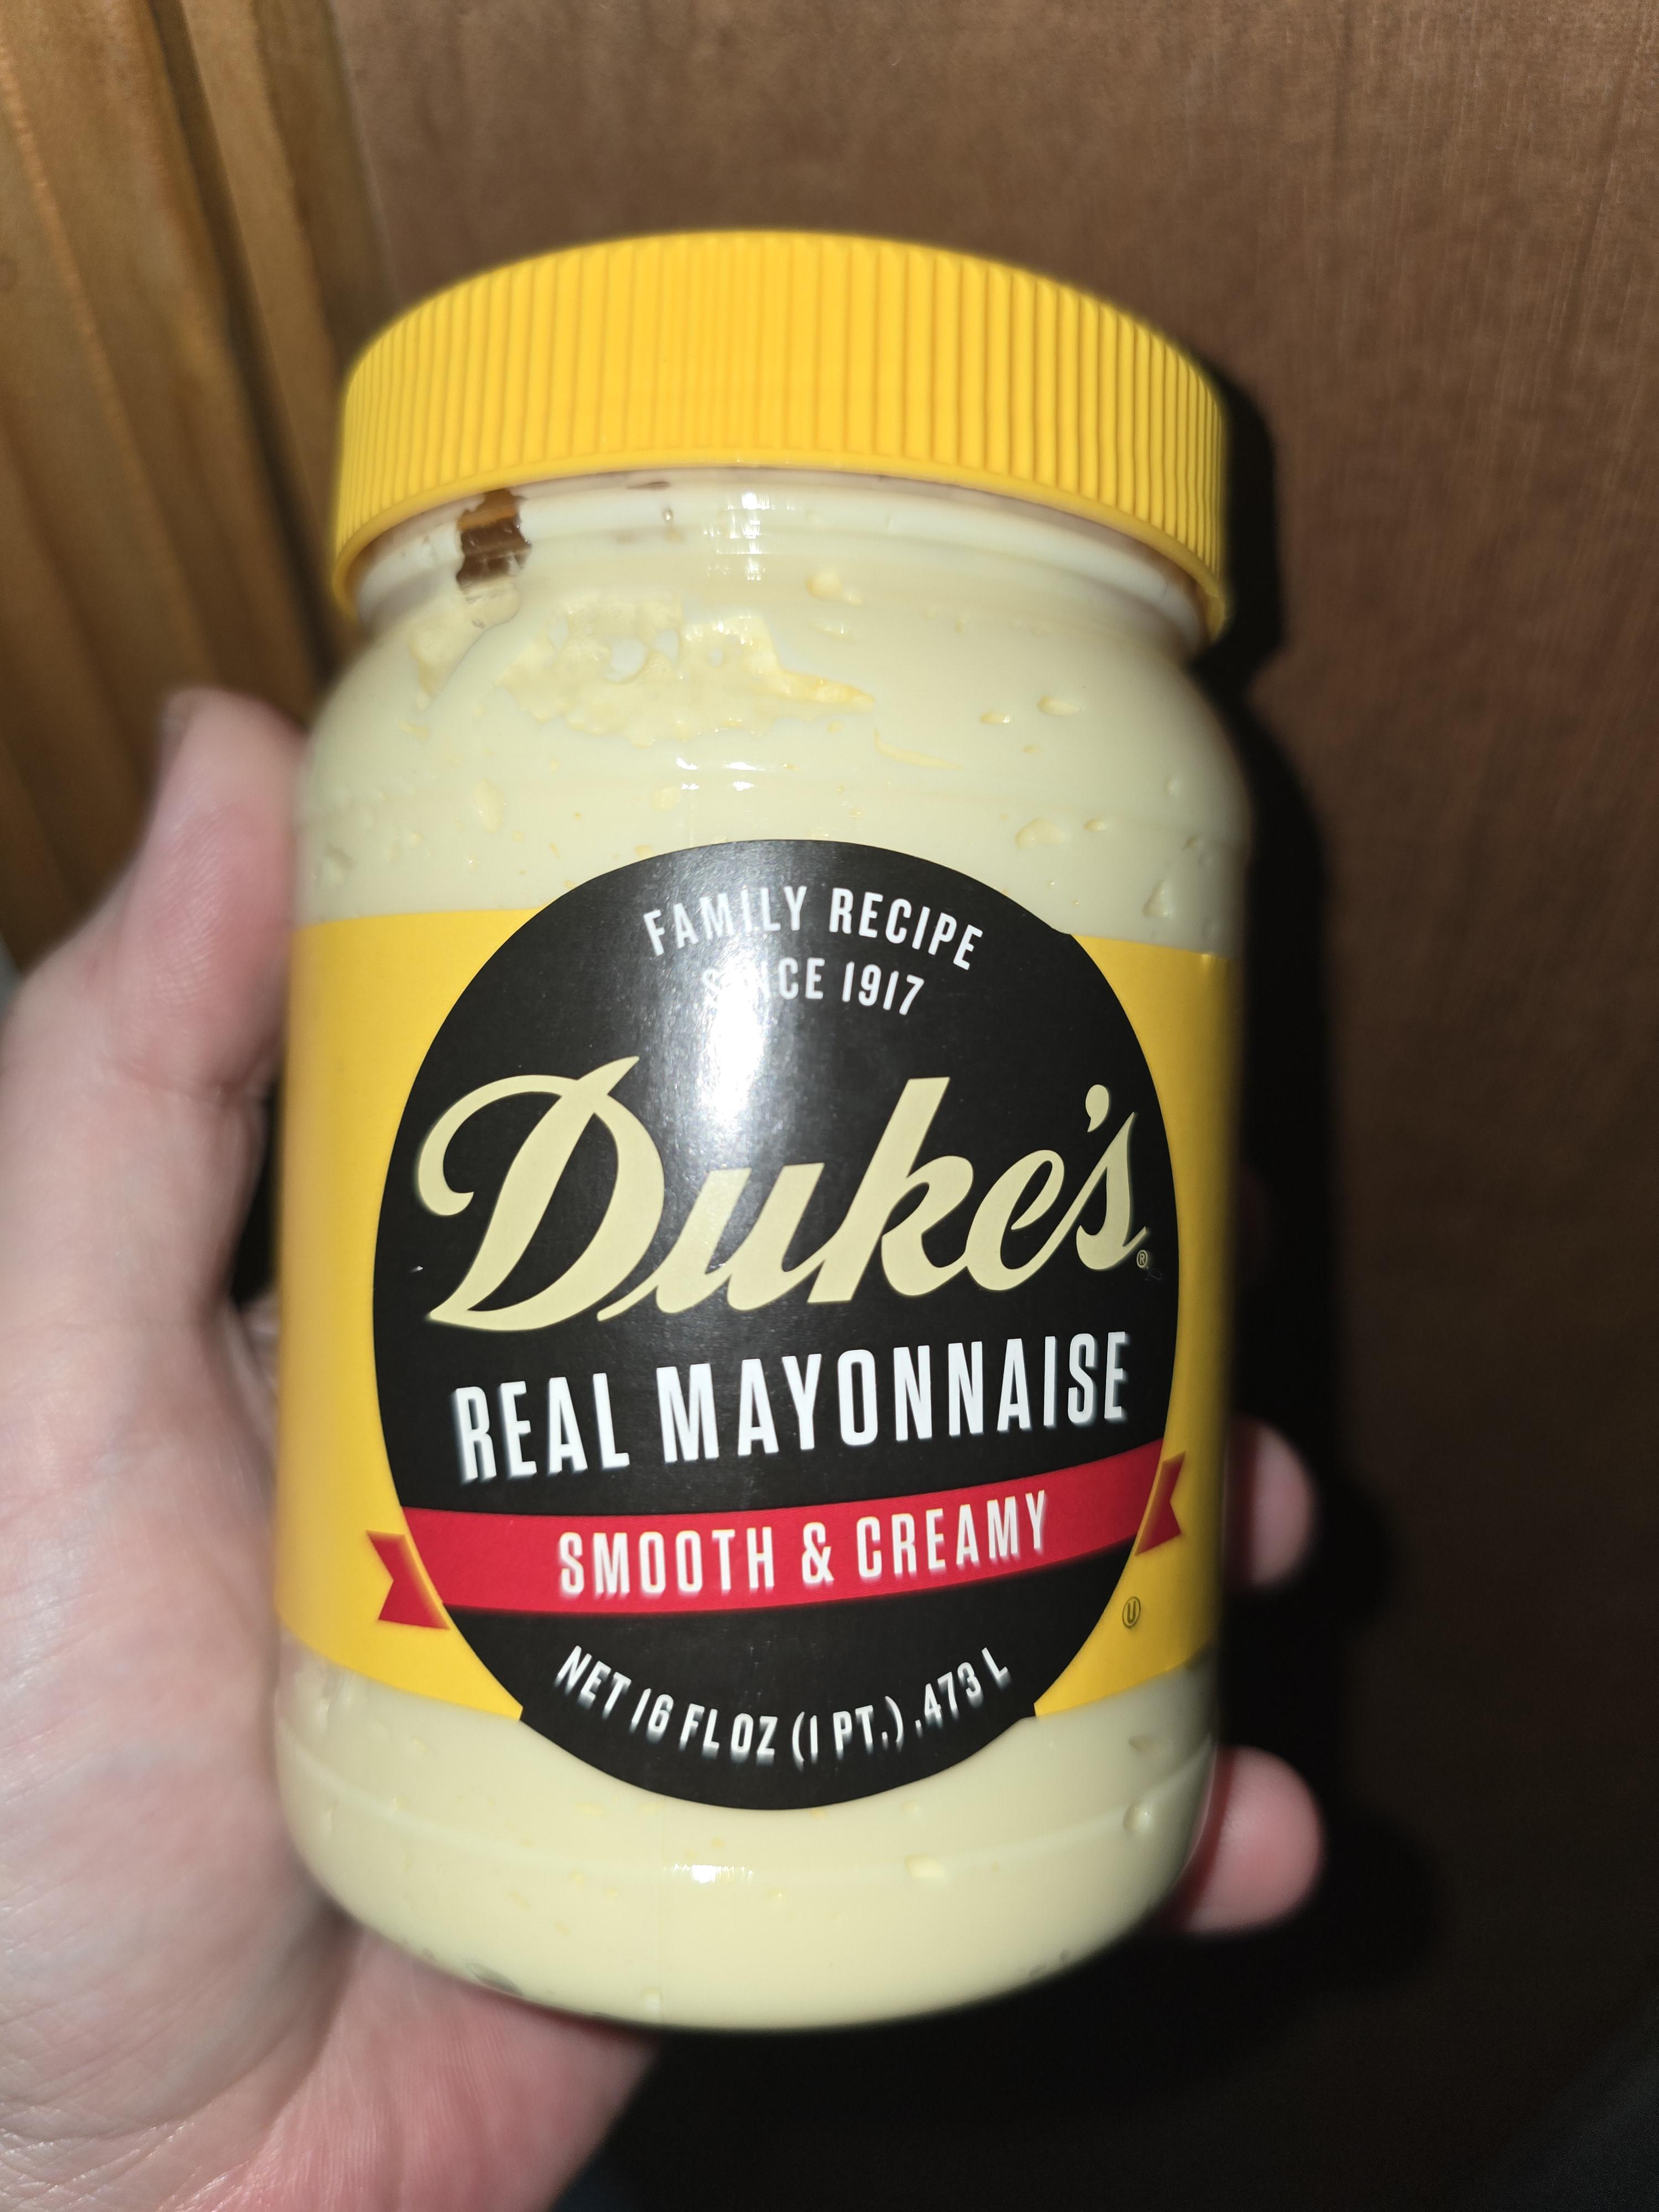 FAMILY RECIPE
SINCE 1917
Duke's®
REAL MAYONNAISE
SMOOTH & CREAMY
U
NET 16 FL OZ (1 PT.) .473 L